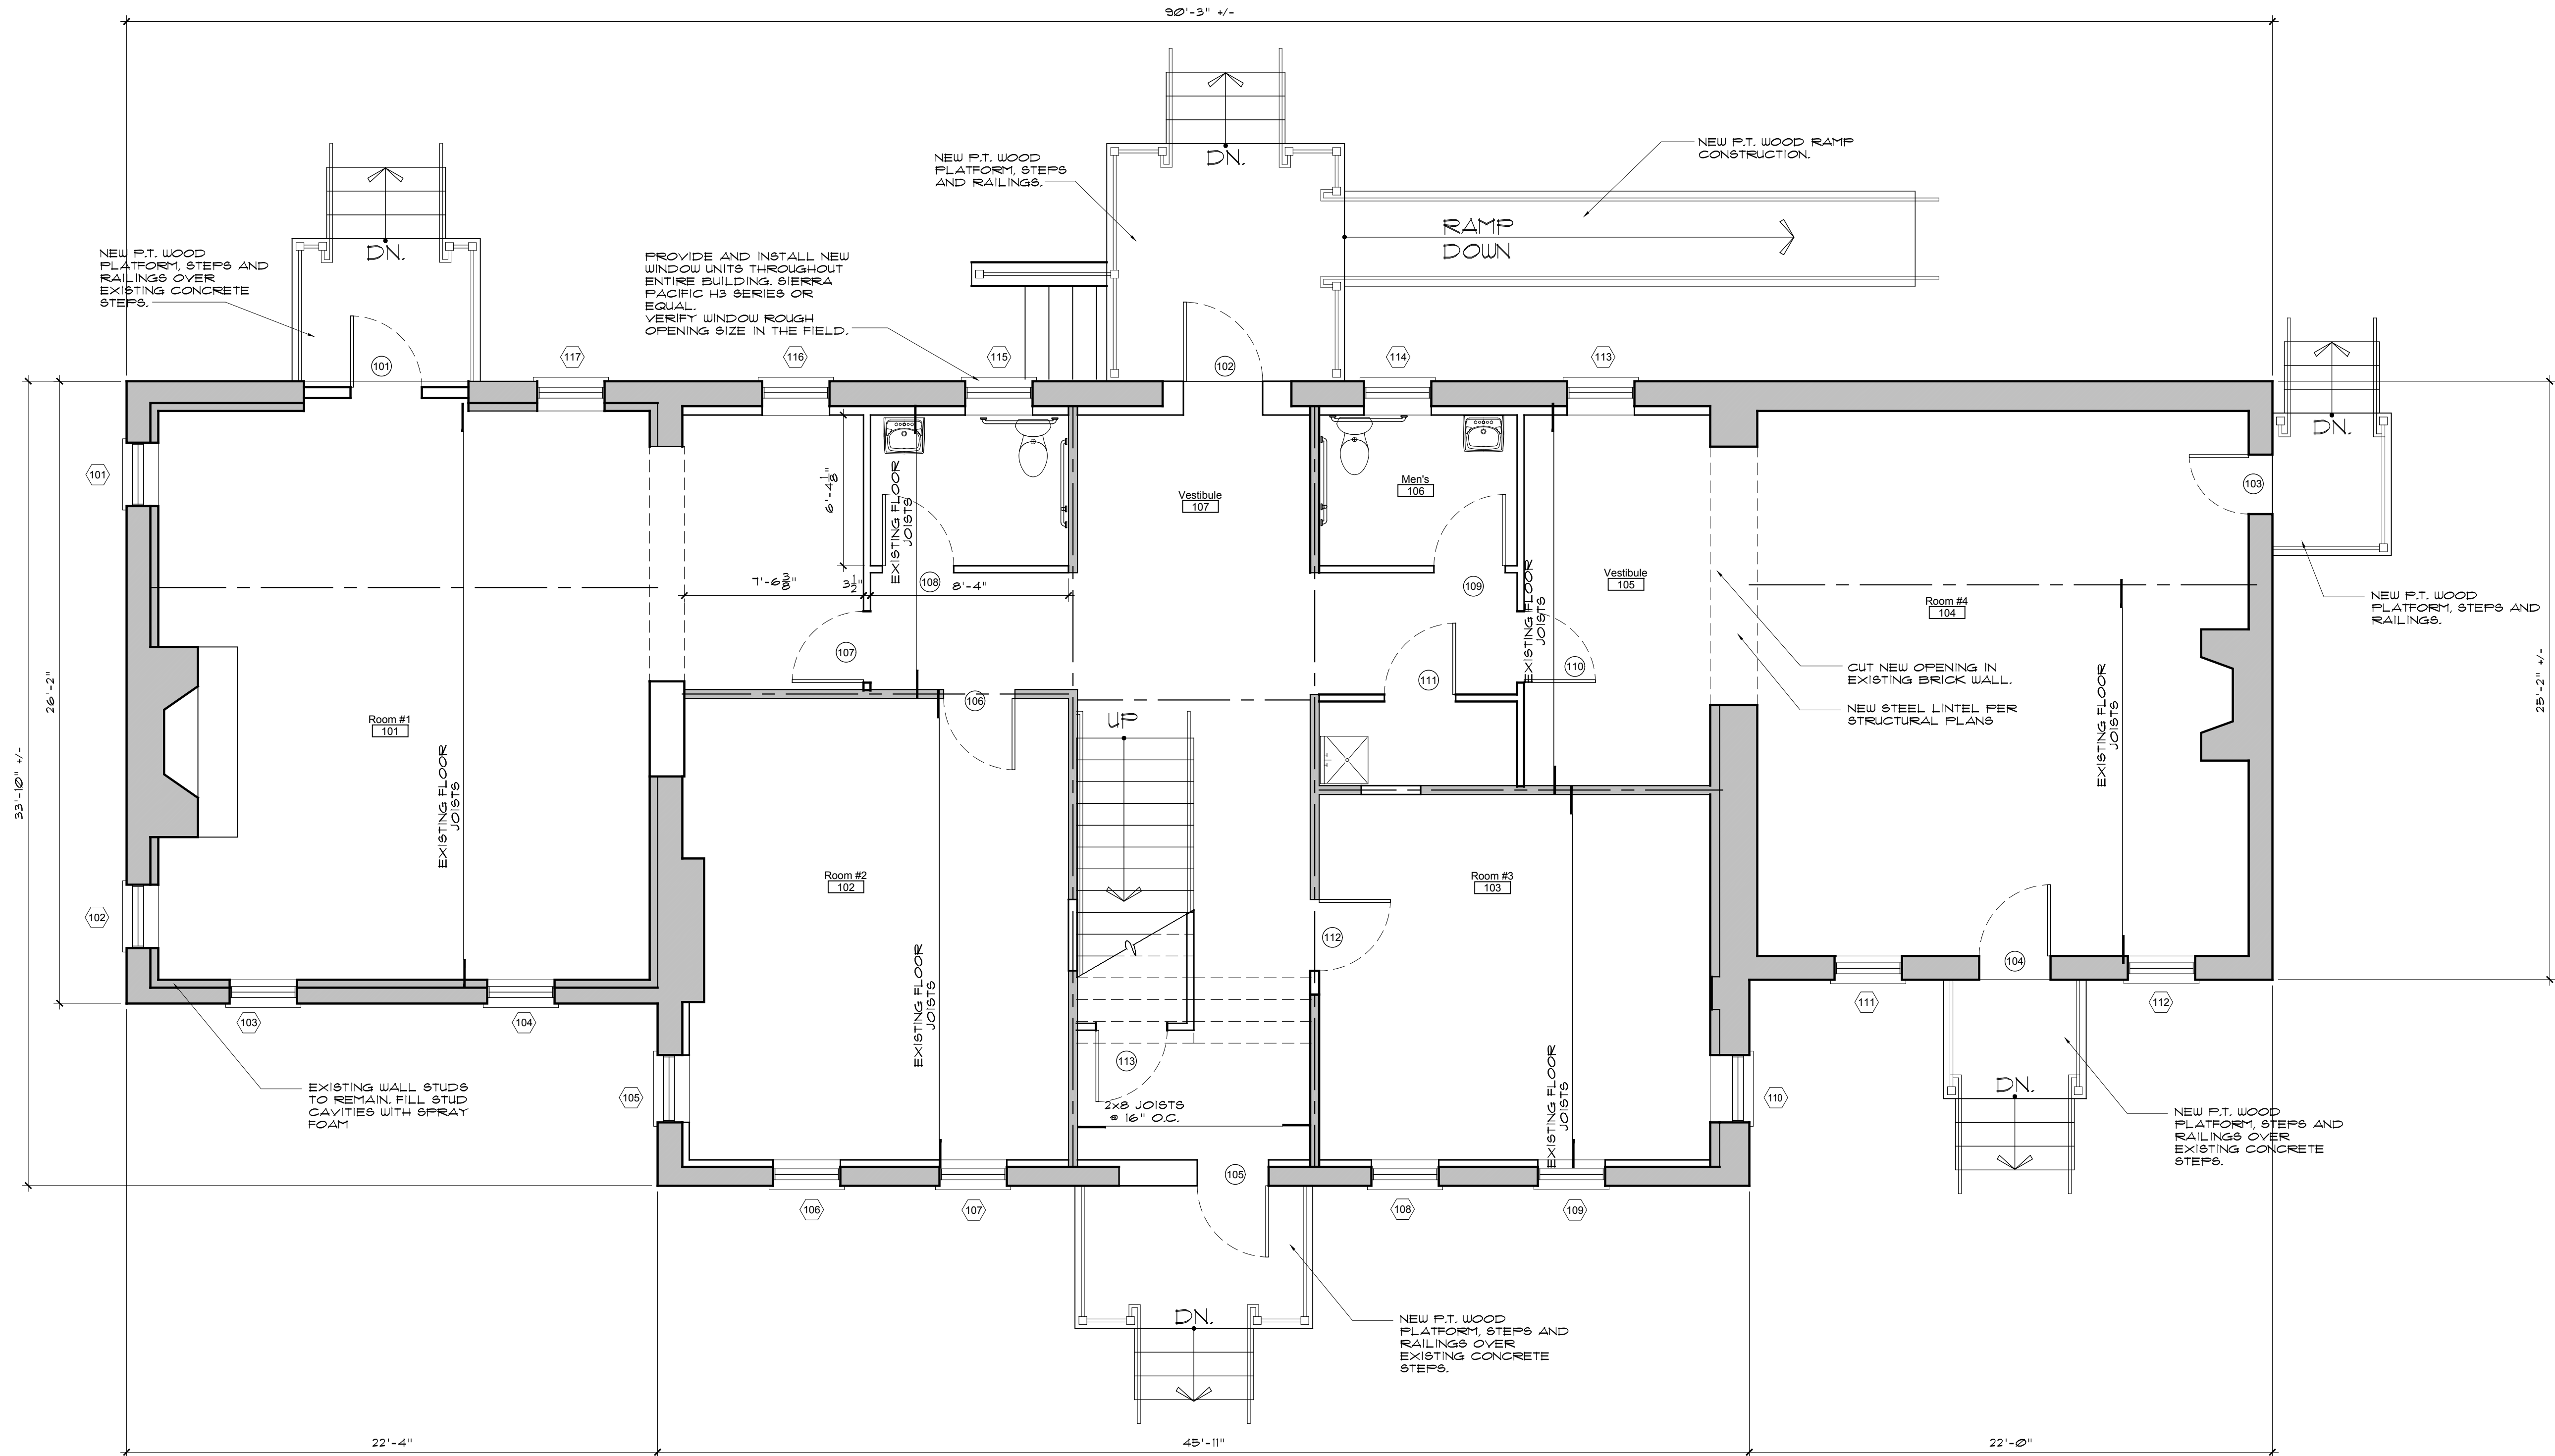 90'-3" +/-
NEW P.T. WOOD
PLATFORM, STEPS
AND RAILINGS.
DN.
NEW P.T. WOOD RAMP
CONSTRUCTION.
RAMP
DOWN
NEW P.T. WOOD
PLATFORM, STEPS AND
RAILINGS OVER
EXISTING CONCRETE
STEPS.
DN.
PROVIDE AND INSTALL NEW
WINDOW UNITS THROUGHOUT
ENTIRE BUILDING. SIERRA
PACIFIC H3 SERIES OR
EQUAL.
VERIFY WINDOW ROUGH
OPENING SIZE IN THE FIELD.
101
117
116
115
102
114
113
DN.
101
103
6'-4 1/8"
EXISTING FLOOR
JOISTS
Vestibule
107
Men's
106
EXISTING FLOOR
JOISTS
Vestibule
105
Room #4
104
7'-6 3/8"
3 1/2"
108
8'-4"
109
107
111
110
106
NEW P.T. WOOD
PLATFORM, STEPS AND
RAILINGS.
CUT NEW OPENING IN
EXISTING BRICK WALL.
NEW STEEL LINTEL PER
STRUCTURAL PLANS
EXISTING FLOOR
JOISTS
26'-2"
33'-10" +/-
25'-2" +/-
Room #1
101
EXISTING FLOOR
JOISTS
UP
Room #2
102
Room #3
103
102
112
104
103
104
111
112
EXISTING FLOOR
JOISTS
EXISTING FLOOR
JOISTS
113
105
110
2x8 JOISTS
@ 16" O.C.
EXISTING WALL STUDS
TO REMAIN. FILL STUD
CAVITIES WITH SPRAY
FOAM
DN.
NEW P.T. WOOD
PLATFORM, STEPS AND
RAILINGS OVER
EXISTING CONCRETE
STEPS.
105
106
107
108
109
DN.
NEW P.T. WOOD
PLATFORM, STEPS AND
RAILINGS OVER
EXISTING CONCRETE
STEPS.
22'-4"
45'-11"
22'-0"